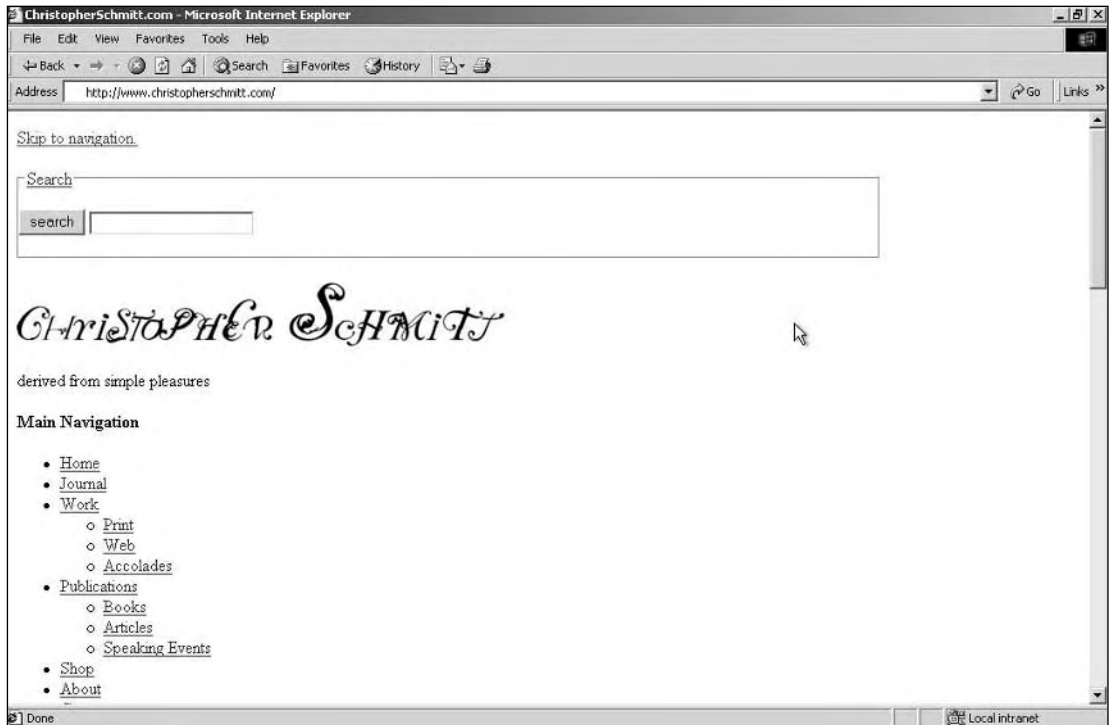 ChristopherSchmitt.com - Microsoft Internet Explorer
File Edit View Favorites Tools Help
Back Search Favorites History
Address http://www.christopherschmitt.com/ Go Links »
Skip to navigation.
Search
search
CHriSToPHEr ScHMiTT
derived from simple pleasures
Main Navigation
• Home
• Journal
• Work
○ Print
○ Web
○ Accolades
• Publications
○ Books
○ Articles
○ Speaking Events
• Shop
• About
Done Local intranet